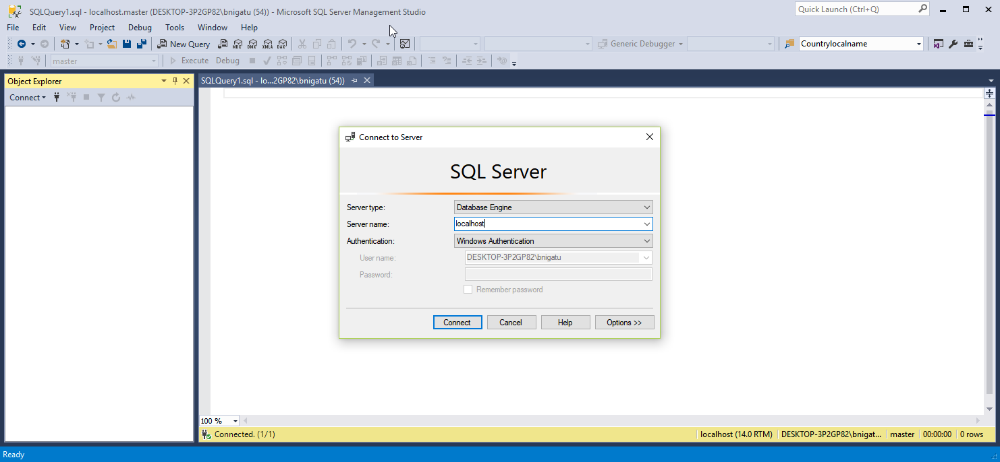 SQLQuery1.sql - localhost.master (DESKTOP-3P2GP82\bnigatu (54)) - Microsoft SQL Server Management Studio
Quick Launch (Ctrl+Q)
File Edit View Project Debug Tools Window Help
New Query MDX DMX XMLA DAX Generic Debugger Countrylocalname
master Execute Debug
Object Explorer
SQLQuery1.sql - lo...2GP82\bnigatu (54))
Connect
Connect to Server
SQL Server
Server type: Database Engine
Server name: localhost
Authentication: Windows Authentication
User name: DESKTOP-3P2GP82\bnigatu
Password:
Remember password
Connect Cancel Help Options >>
100 %
Connected. (1/1) localhost (14.0 RTM) DESKTOP-3P2GP82\bnigat... master 00:00:00 0 rows
Ready